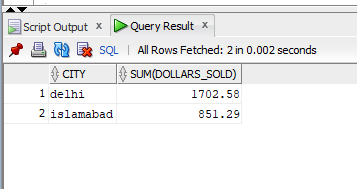 Script Output × Query Result ×
SQL | All Rows Fetched: 2 in 0.002 seconds
CITY SUM(DOLLARS_SOLD)
1 delhi 1702.58
2 islamabad 851.29